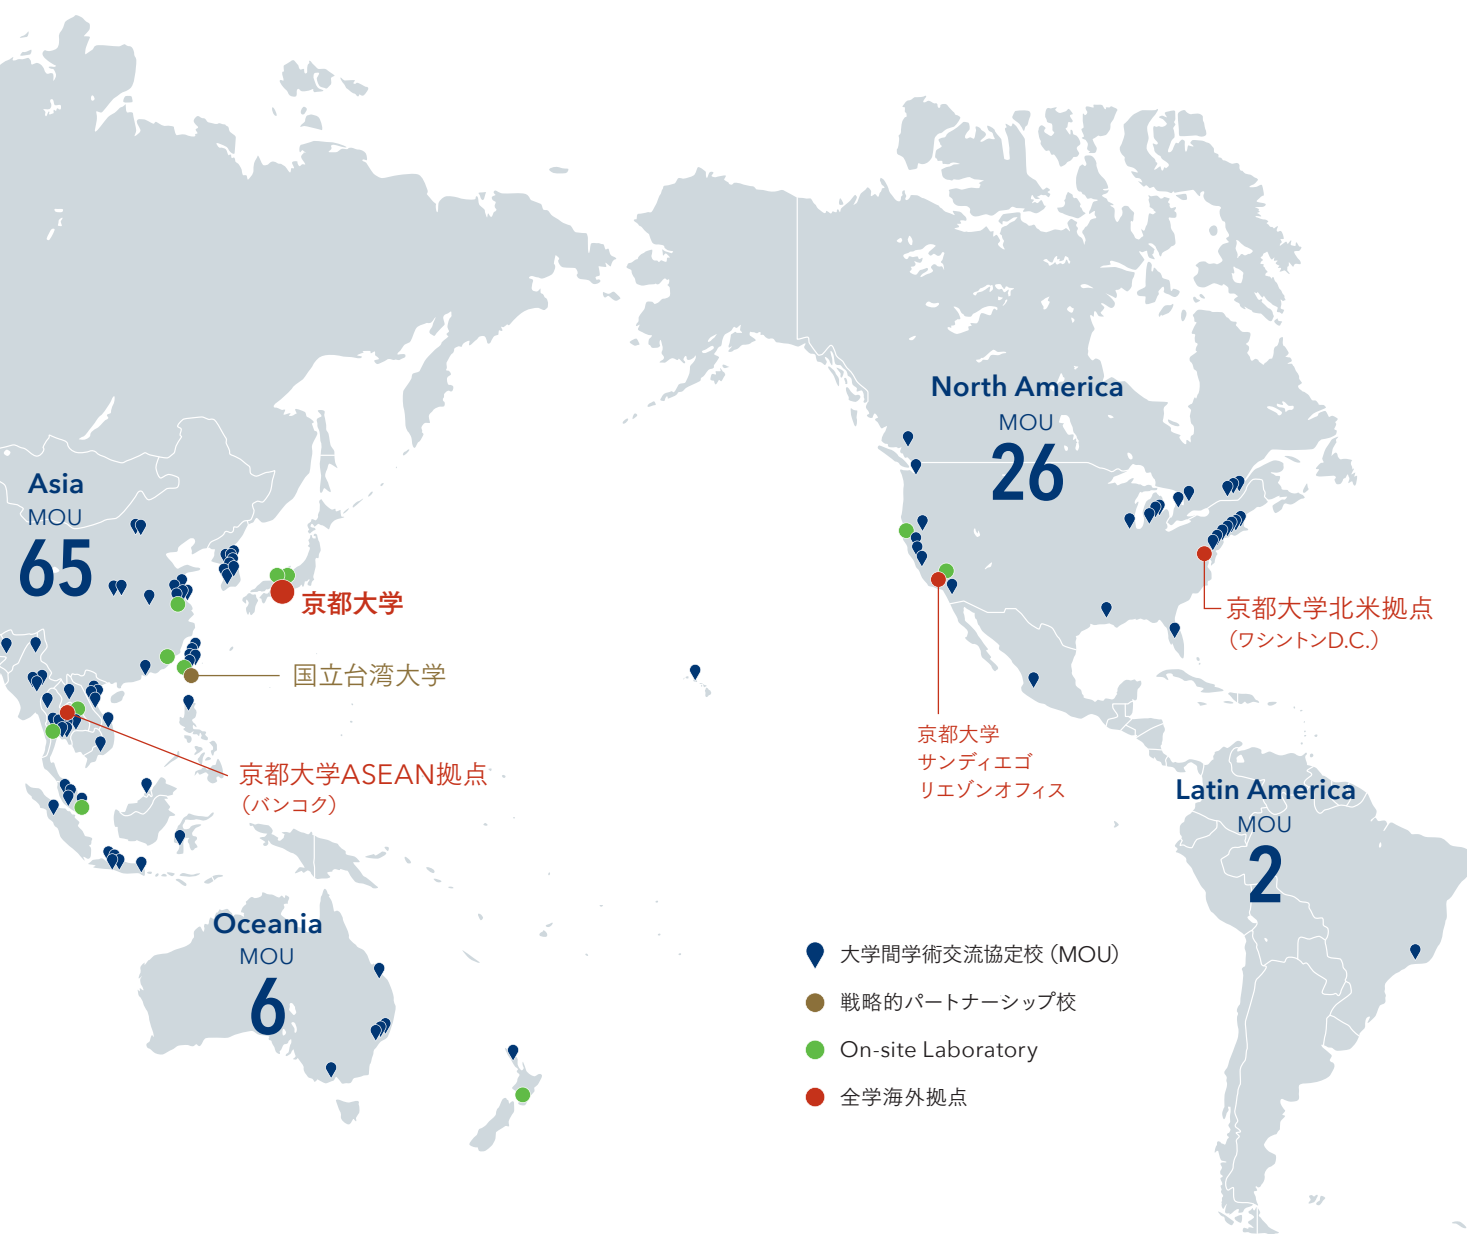 North America
MOU
26
Asia
MOU
65
京都大学
京都大学北米拠点
（ワシントンD.C.）
国立台湾大学
京都大学
サンディエゴ
リエゾンオフィス
京都大学ASEAN拠点
（バンコク）
Latin America
MOU
2
Oceania
MOU
6
大学間学術交流協定校（MOU）
戦略的パートナーシップ校
On-site Laboratory
全学海外拠点